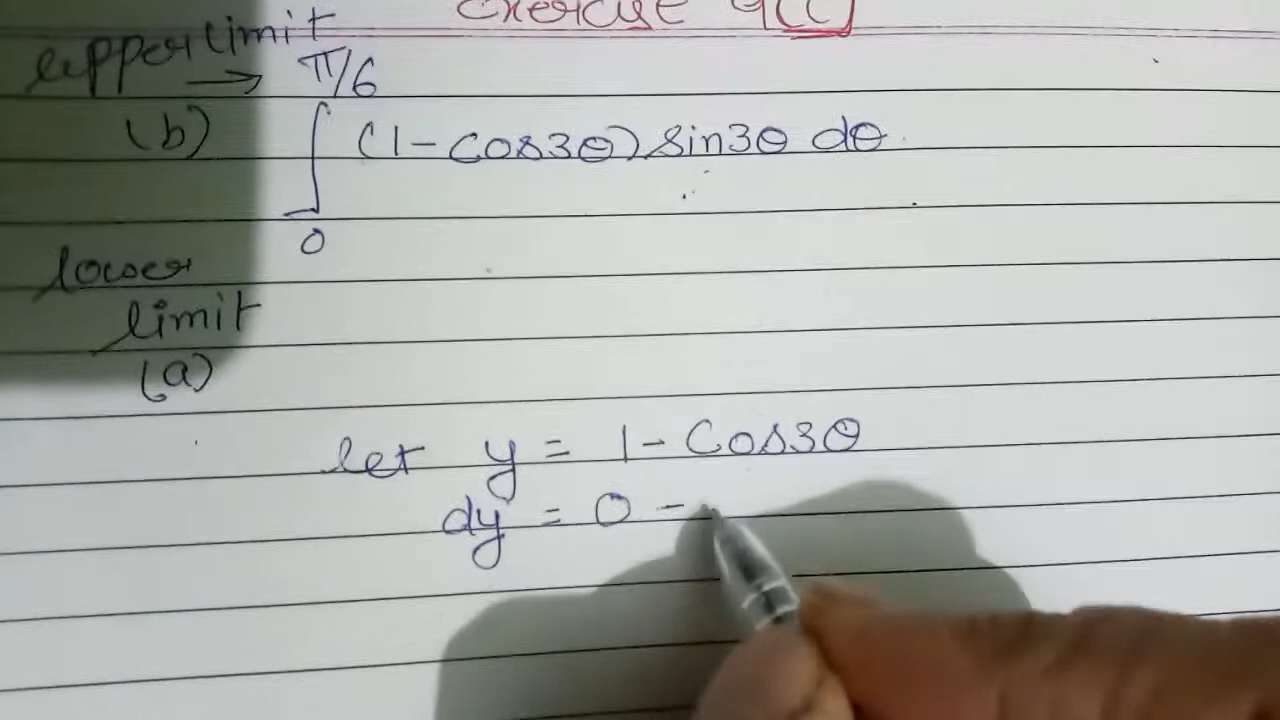 Exercise 9(C)
upper limit
→ π/6
(b) ∫ (1-cos3θ) sin3θ dθ.
0
lower
limit
(a)
let y = 1 - Cos3θ
dy = 0 -